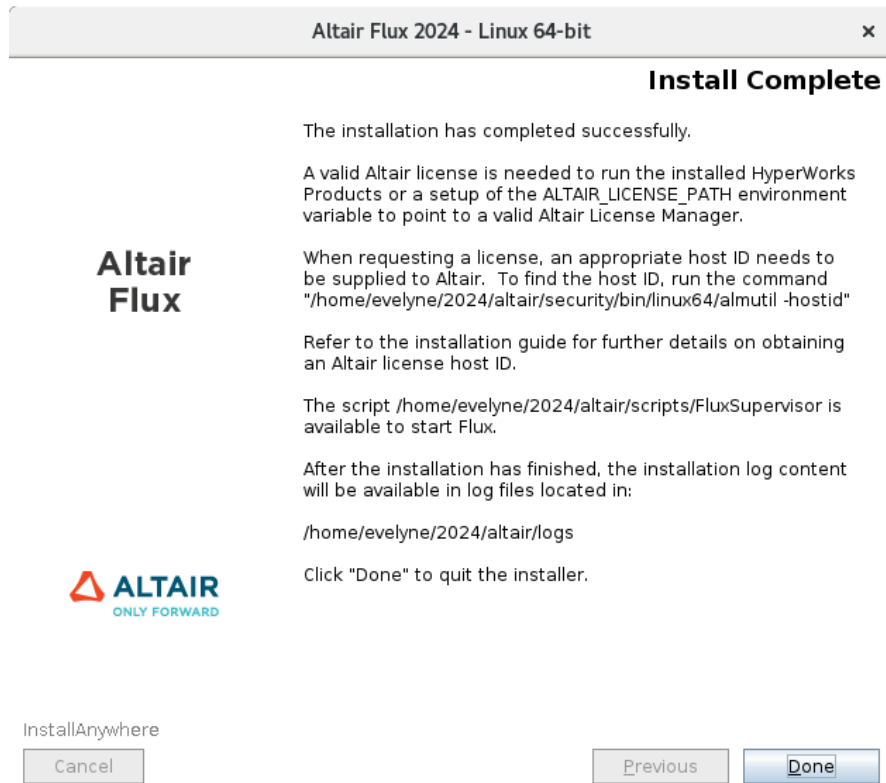 Altair Flux 2024 - Linux 64-bit
×
Install Complete
The installation has completed successfully.
A valid Altair license is needed to run the installed HyperWorks
Products or a setup of the ALTAIR_LICENSE_PATH environment
variable to point to a valid Altair License Manager.
Altair
Flux
When requesting a license, an appropriate host ID needs to
be supplied to Altair.  To find the host ID, run the command
"/home/evelyne/2024/altair/security/bin/linux64/almutil -hostid"
Refer to the installation guide for further details on obtaining
an Altair license host ID.
The script /home/evelyne/2024/altair/scripts/FluxSupervisor is
available to start Flux.
After the installation has finished, the installation log content
will be available in log files located in:
/home/evelyne/2024/altair/logs
Click "Done" to quit the installer.
ALTAIR
ONLY FORWARD
InstallAnywhere
Cancel
Previous
Done